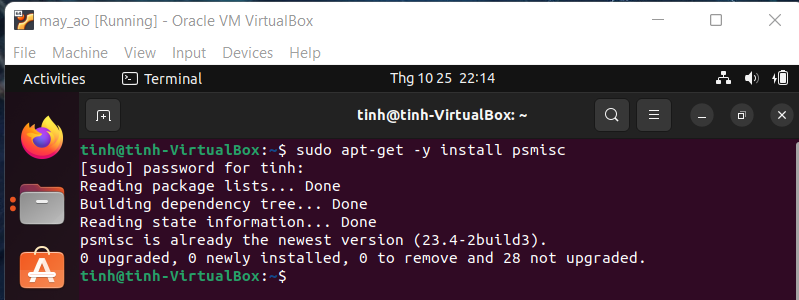 may_ao [Running] - Oracle VM VirtualBox
File Machine View Input Devices Help
Activities Terminal Thg 10 25 22:14
tinh@tinh-VirtualBox: ~
tinh@tinh-VirtualBox:~$ sudo apt-get -y install psmisc
[sudo] password for tinh:
Reading package lists... Done
Building dependency tree... Done
Reading state information... Done
psmisc is already the newest version (23.4-2build3).
0 upgraded, 0 newly installed, 0 to remove and 28 not upgraded.
tinh@tinh-VirtualBox:~$